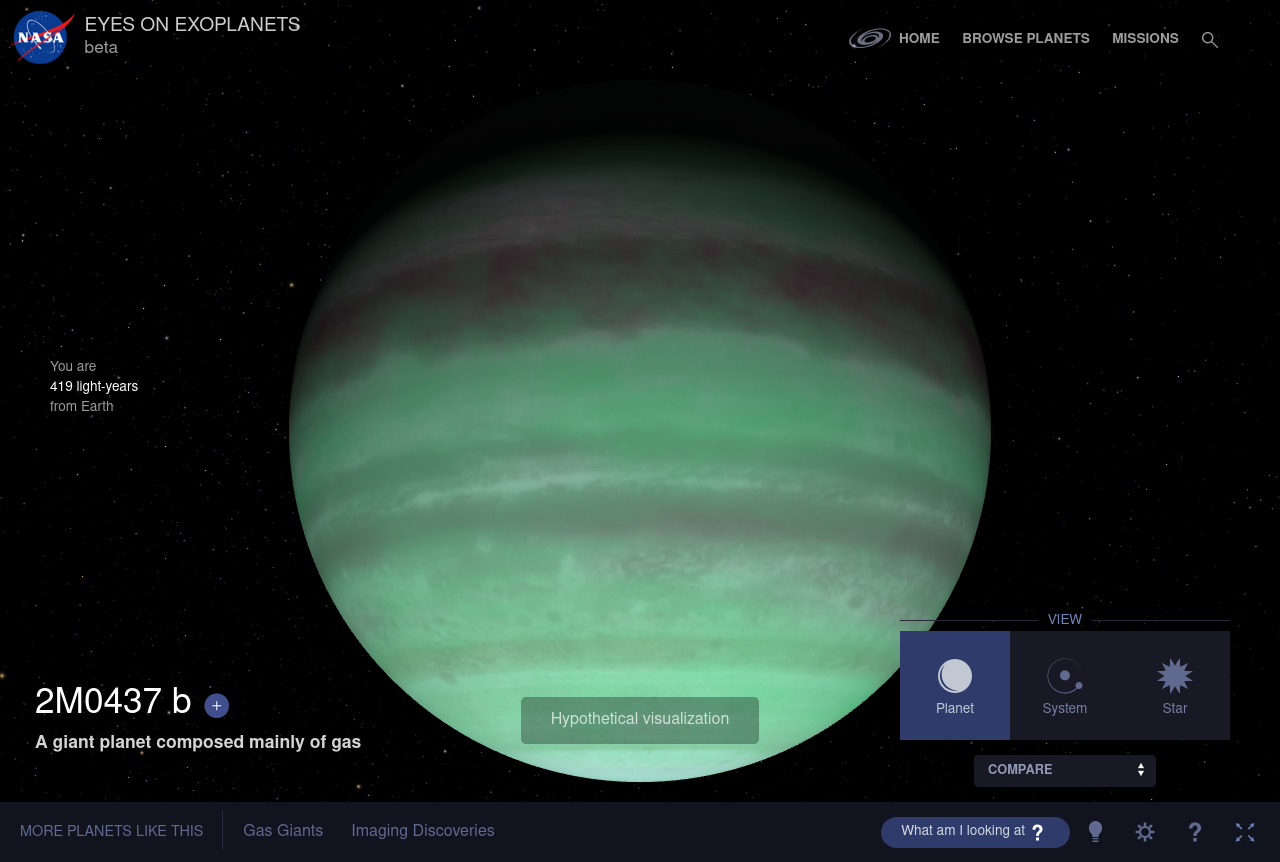 NASA
EYES ON EXOPLANETS
beta
HOME
BROWSE PLANETS
MISSIONS
You are
419 light-years
from Earth
VIEW
Planet
System
Star
2M0437 b +
A giant planet composed mainly of gas
Hypothetical visualization
COMPARE
MORE PLANETS LIKE THIS
Gas Giants
Imaging Discoveries
What am I looking at ?
?